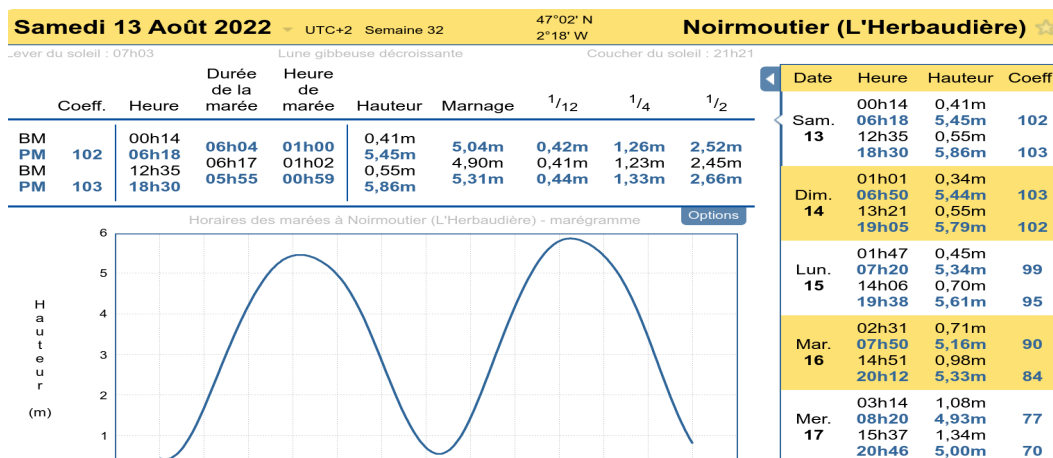 Samedi 13 Août 2022 UTC+2 Semaine 32 47°02' N 2°18' W Noirmoutier (L'Herbaudière)
Lever du soleil : 07h03 Lune gibbeuse décroissante Coucher du soleil : 21h21
Coeff. Heure Durée de la marée Heure de marée Hauteur Marnage 1/12 1/4 1/2
BM 00h14 0,41m
PM 102 06h18 06h04 01h00 5,45m 5,04m 0,42m 1,26m 2,52m
BM 12h35 06h17 01h02 0,55m 4,90m 0,41m 1,23m 2,45m
PM 103 18h30 05h55 00h59 5,86m 5,31m 0,44m 1,33m 2,66m
Horaires des marées à Noirmoutier (L'Herbaudière) - marégramme
Options
Hauteur (m)
6
5
4
3
2
1
Date Heure Hauteur Coeff
Sam. 13
00h14 0,41m
06h18 5,45m 102
12h35 0,55m
18h30 5,86m 103
Dim. 14
01h01 0,34m
06h50 5,44m 103
13h21 0,55m
19h05 5,79m 102
Lun. 15
01h47 0,45m
07h20 5,34m 99
14h06 0,70m
19h38 5,61m 95
Mar. 16
02h31 0,71m
07h50 5,16m 90
14h51 0,98m
20h12 5,33m 84
Mer. 17
03h14 1,08m
08h20 4,93m 77
15h37 1,34m
20h46 5,00m 70